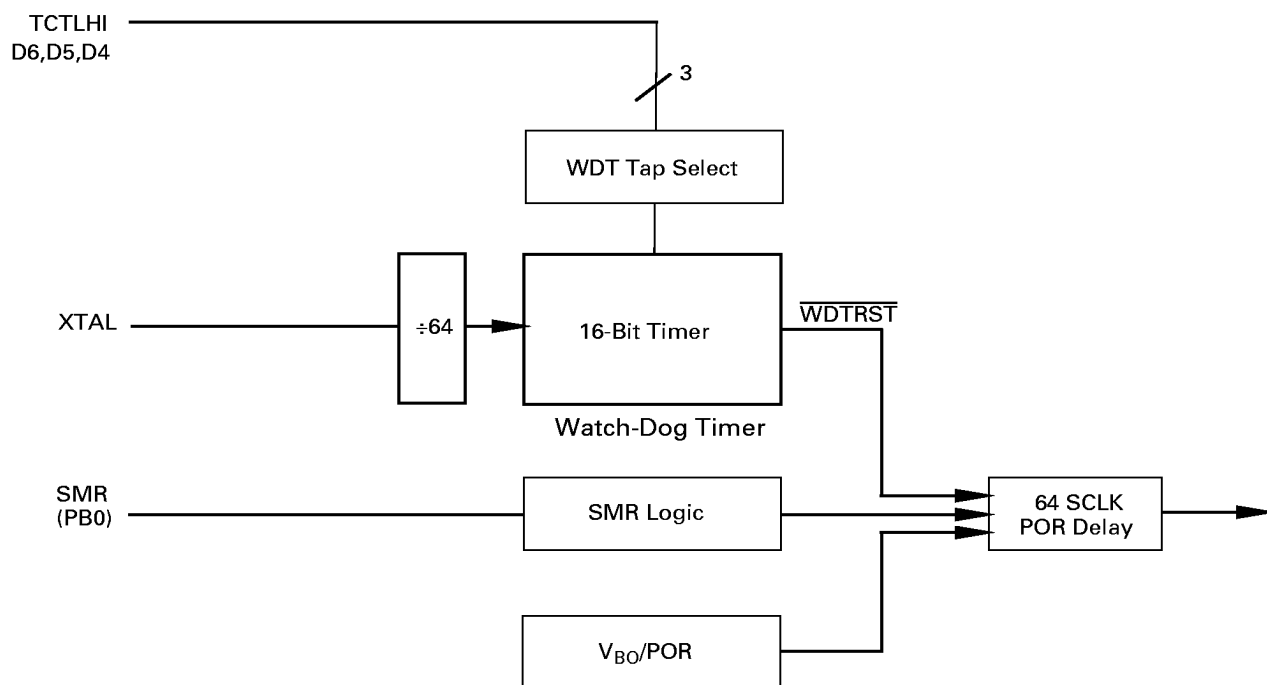 TCTLHI
D6,D5,D4
3
WDT Tap Select
XTAL
÷64
16-Bit Timer
WDTRST
Watch-Dog Timer
SMR
(PB0)
SMR Logic
64 SCLK
POR Delay
VBO/POR